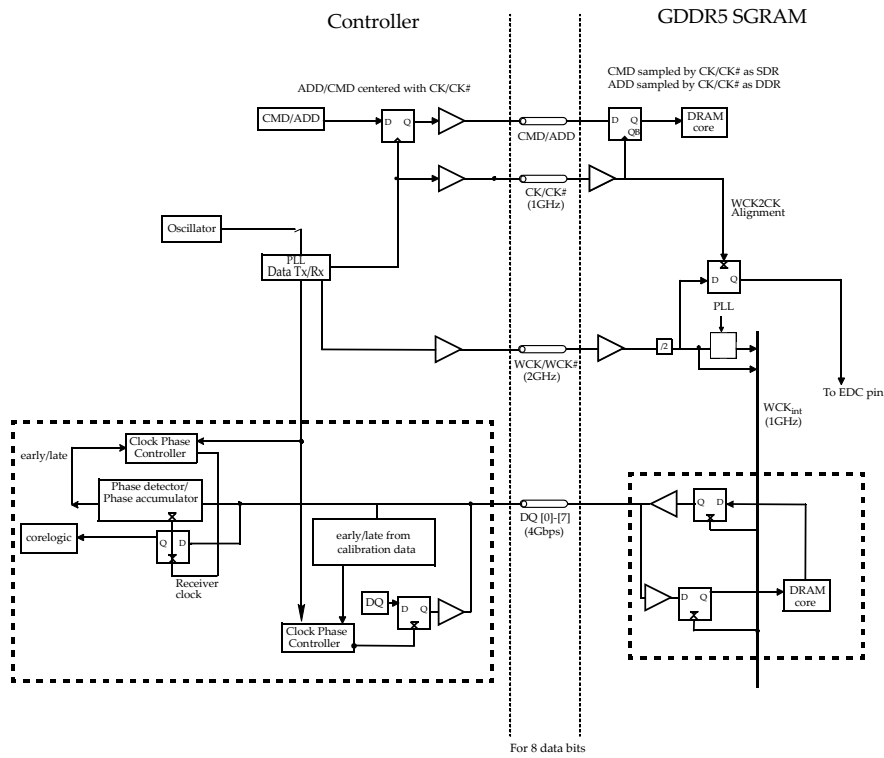 Controller
GDDR5 SGRAM
ADD/CMD centered with CK/CK#
CMD sampled by CK/CK# as SDR
ADD sampled by CK/CK# as DDR
CMD/ADD
D Q
CMD/ADD
D Q
QB
DRAM
core
CK/CK#
(1GHz)
WCK2CK
Alignment
Oscillator
PLL
Data Tx/Rx
D Q
PLL
/2
WCK/WCK#
(2GHz)
To EDC pin
WCKint
(1GHz)
early/late
Clock Phase
Controller
Phase detector/
Phase accumulator
corelogic
Q D
Receiver
clock
early/late from
calibration data
DQ [0]-[7]
(4Gbps)
Q D
DQ
D Q
Clock Phase
Controller
D Q
DRAM
core
For 8 data bits